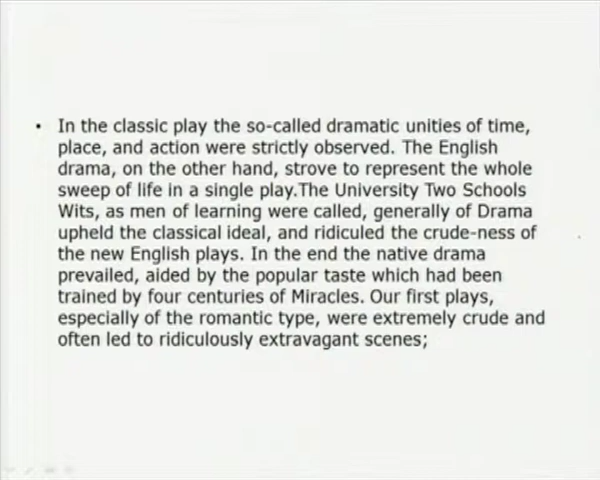 • In the classic play the so-called dramatic unities of time,
place, and action were strictly observed. The English
drama, on the other hand, strove to represent the whole
sweep of life in a single play.The University Two Schools
Wits, as men of learning were called, generally of Drama
upheld the classical ideal, and ridiculed the crude-ness of
the new English plays. In the end the native drama
prevailed, aided by the popular taste which had been
trained by four centuries of Miracles. Our first plays,
especially of the romantic type, were extremely crude and
often led to ridiculously extravagant scenes;